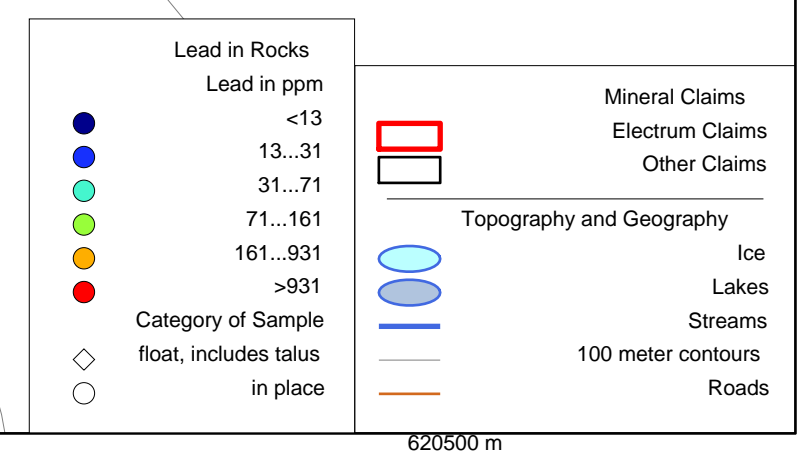 Lead in Rocks
Lead in ppm
<13
13...31
31...71
71...161
161...931
>931
Category of Sample
float, includes talus
in place
Mineral Claims
Electrum Claims
Other Claims
Topography and Geography
Ice
Lakes
Streams
100 meter contours
Roads
620500 m